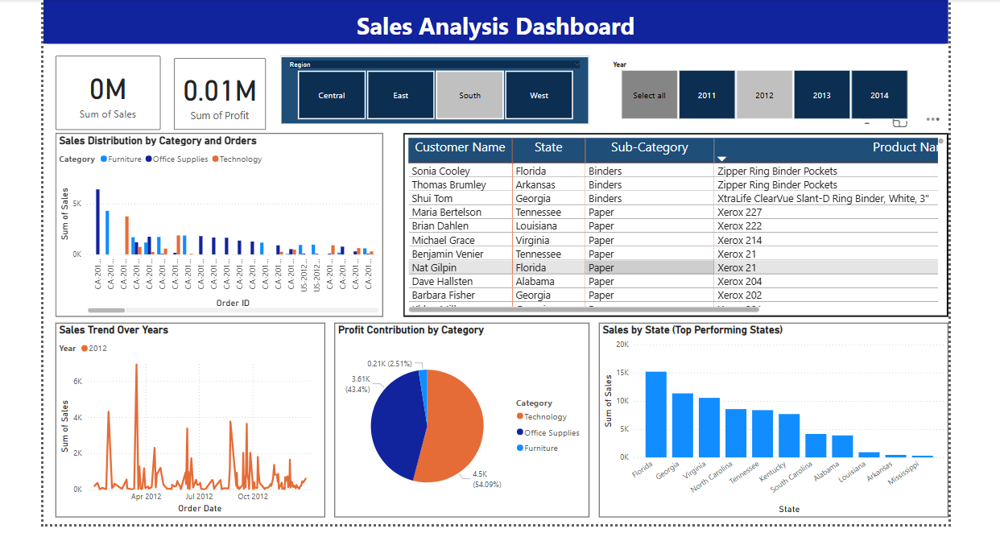 Sales Analysis Dashboard
0M
Sum of Sales
0.01M
Sum of Profit
Region
Central East South West
Year
Select all 2011 2012 2013 2014
Sales Distribution by Category and Orders
Category Furniture Office Supplies Technology
Sum of Sales
5K
0K
CA-201... CA-201... CA-201... CA-201... CA-201... CA-201... CA-201... CA-201... CA-201... CA-201... CA-201... CA-201... CA-201... CA-201... CA-201... CA-201... US-2012... US-2012... CA-201... CA-201... CA-201... CA-201...
Order ID
Customer Name State Sub-Category Product Nar
Sonia Cooley Florida Binders Zipper Ring Binder Pockets
Thomas Brumley Arkansas Binders Zipper Ring Binder Pockets
Shui Tom Georgia Binders XtraLife ClearVue Slant-D Ring Binder, White, 3"
Maria Bertelson Tennessee Paper Xerox 227
Brian Dahlen Louisiana Paper Xerox 222
Michael Grace Virginia Paper Xerox 214
Benjamin Venier Tennessee Paper Xerox 21
Nat Gilpin Florida Paper Xerox 21
Dave Hallsten Alabama Paper Xerox 204
Barbara Fisher Georgia Paper Xerox 202
Sales Trend Over Years
Year 2012
Sum of Sales
6K
4K
2K
0K
Apr 2012 Jul 2012 Oct 2012
Order Date
Profit Contribution by Category
0.21K (2.51%)
3.61K
(43.4%)
4.5K
(54.09%)
Category
Technology
Office Supplies
Furniture
Sales by State (Top Performing States)
Sum of Sales
20K
15K
10K
5K
0K
Florida Georgia Virginia North Carolina Tennessee Kentucky South Carolina Alabama Louisiana Arkansas Mississippi
State